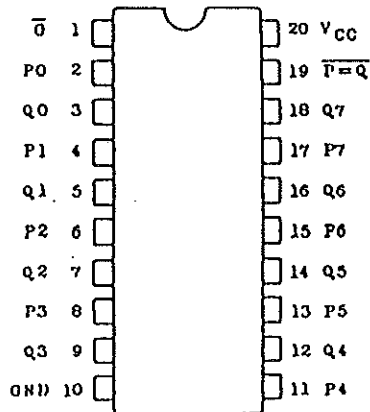 O 1 20 VCC
P0 2 19 P=Q
Q0 3 18 Q7
P1 4 17 P7
Q1 5 16 Q6
P2 6 15 P6
Q2 7 14 Q5
P3 8 13 P5
Q3 9 12 Q4
GND 10 11 P4